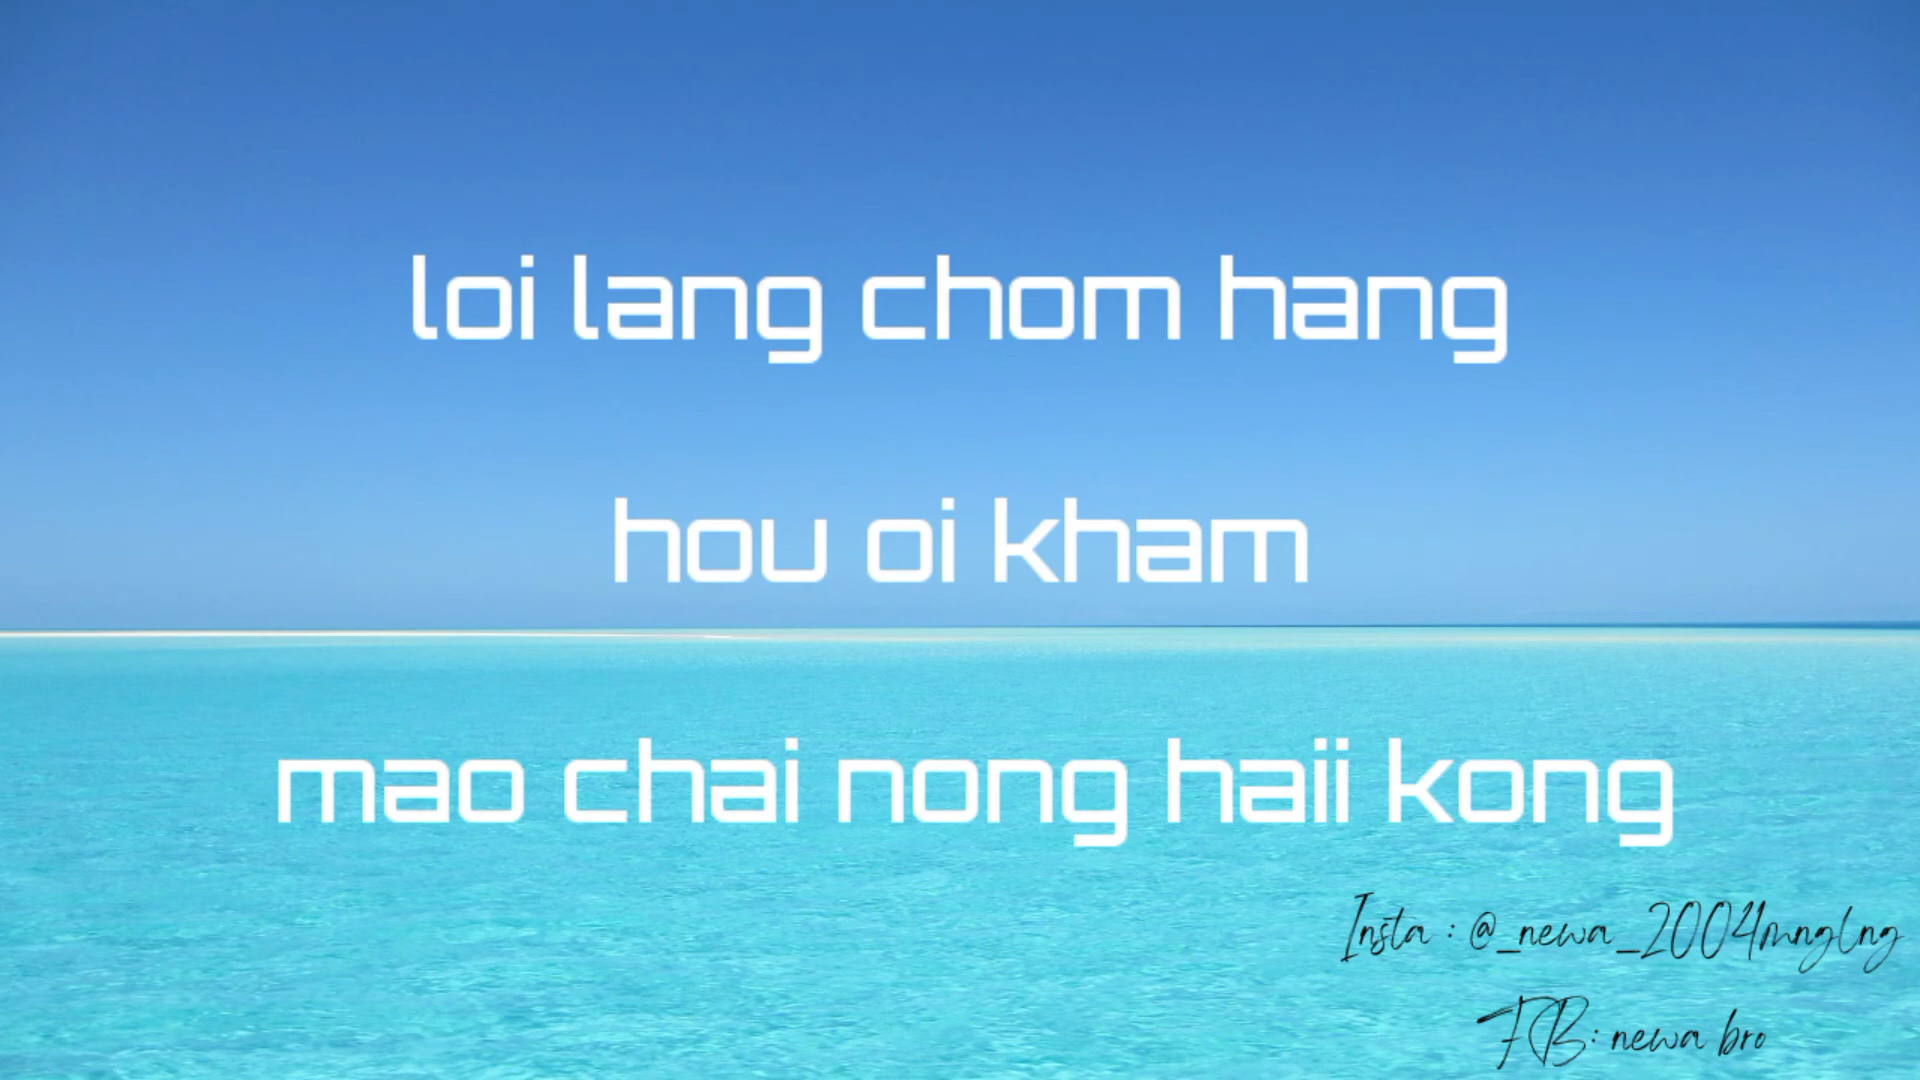 loi lang chom hang
hou oi kham
mao chai nong haii kong
Insta : @_newa_2004mnglng
FB: newa bro